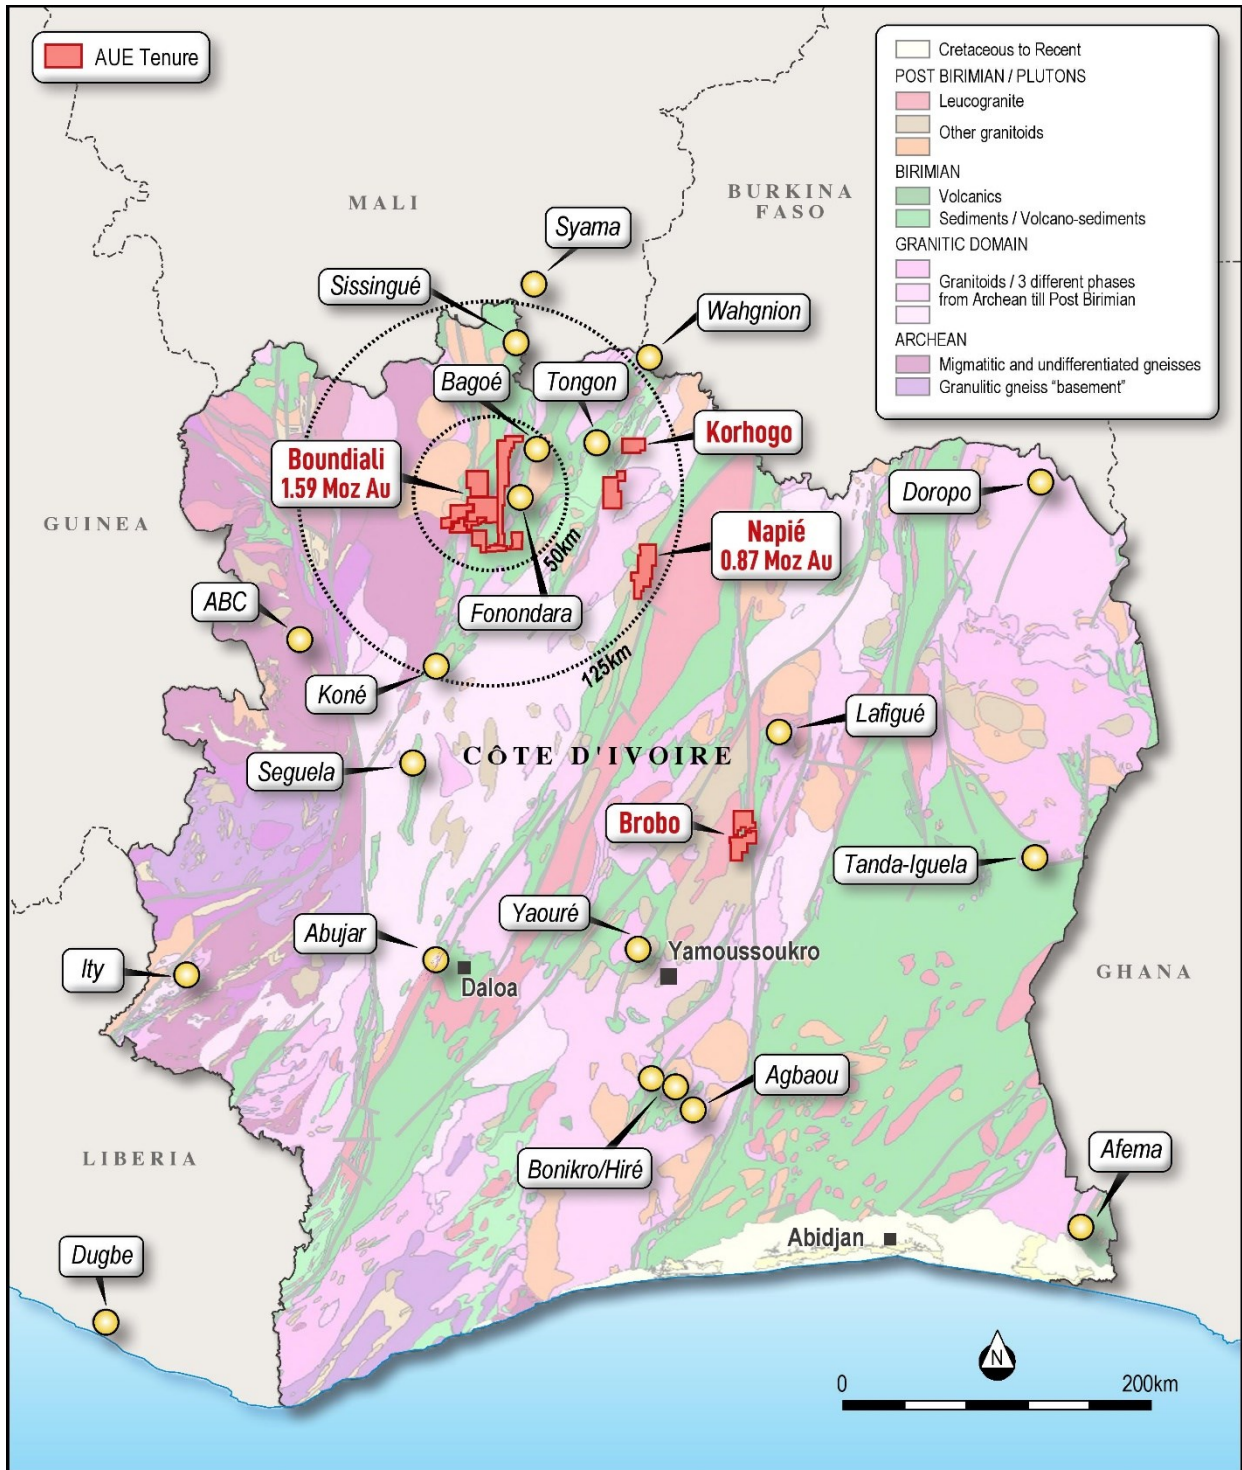 AUE Tenure
Cretaceous to Recent
POST BIRIMIAN / PLUTONS
Leucogranite
Other granitoids
BIRIMIAN
Volcanics
Sediments / Volcano-sediments
GRANITIC DOMAIN
Granitoids / 3 different phases
from Archean till Post Birimian
ARCHEAN
Migmatitic and undifferentiated gneisses
Granulitic gneiss "basement"
MALI
BURKINA
FASO
Syama
Sissingué
Wahgnion
Bagoé
Tongon
Korhogo
Boundiali
1.59 Moz Au
Doropo
GUINEA
Napié
0.87 Moz Au
50km
Fonondara
ABC
125km
Koné
Lafigué
CÔTE D'IVOIRE
Seguela
Brobo
Tanda-Iguela
Yaouré
Abujar
Yamoussoukro
Ity
Daloa
GHANA
Agbaou
Bonikro/Hiré
LIBERIA
Afema
Abidjan
Dugbe
N
0
200km